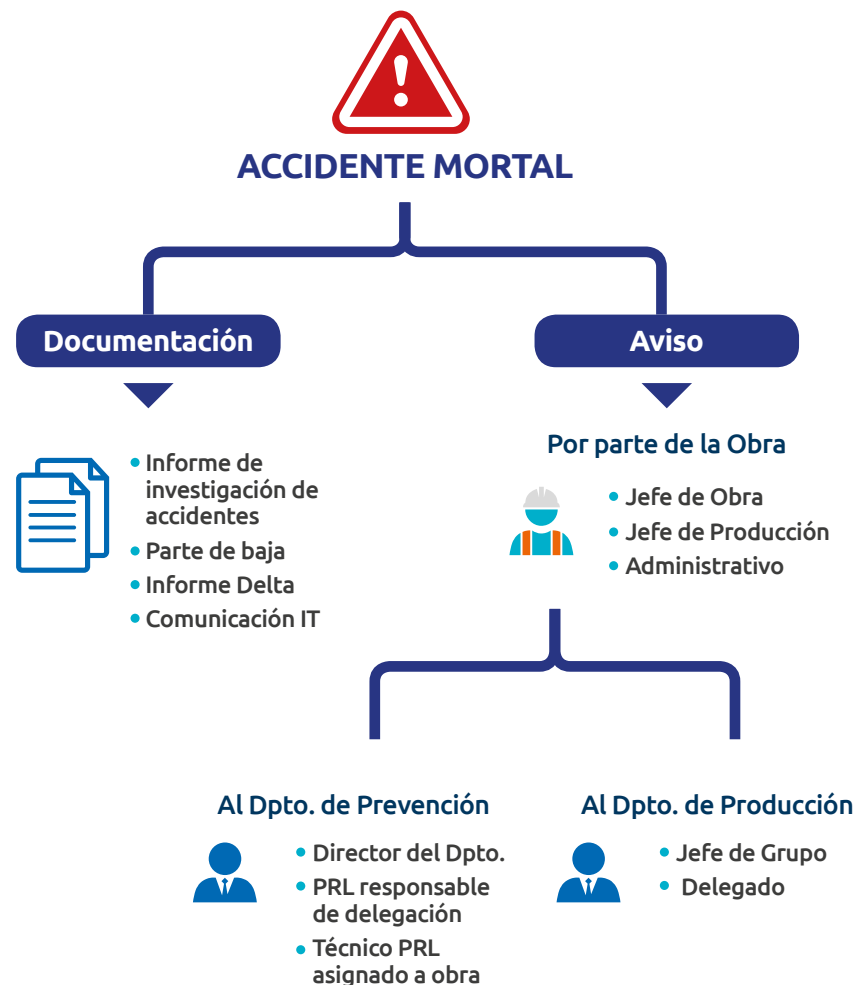 ACCIDENTE MORTAL
Documentación
Informe de
investigación de
accidentes
Parte de baja
Informe Delta
Comunicación IT
Aviso
Por parte de la Obra
Jefe de Obra
Jefe de Producción
Administrativo
Al Dpto. de Prevención
Director del Dpto.
PRL responsable
de delegación
Técnico PRL
asignado a obra
Al Dpto. de Producción
Jefe de Grupo
Delegado